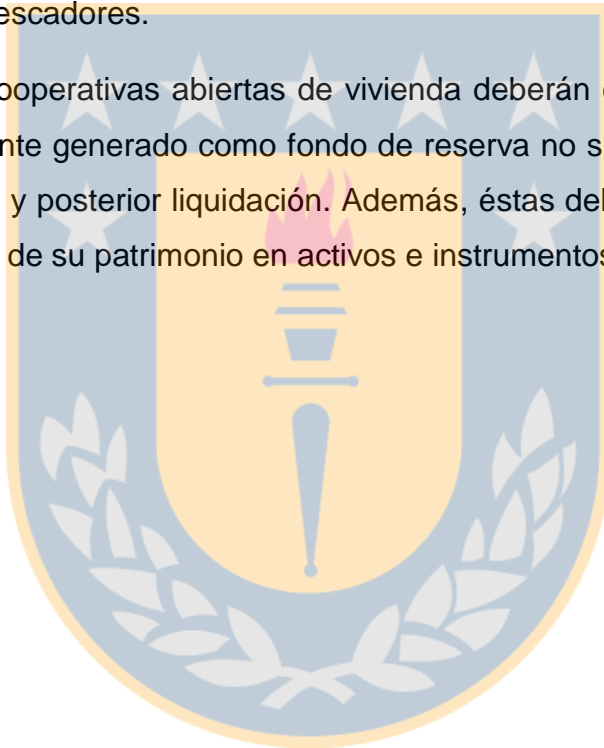 escadores.
ooperativas abiertas de vivienda deberán
nte generado como fondo de reserva no s
y posterior liquidación. Además, éstas del
de su patrimonio en activos e instrumentos